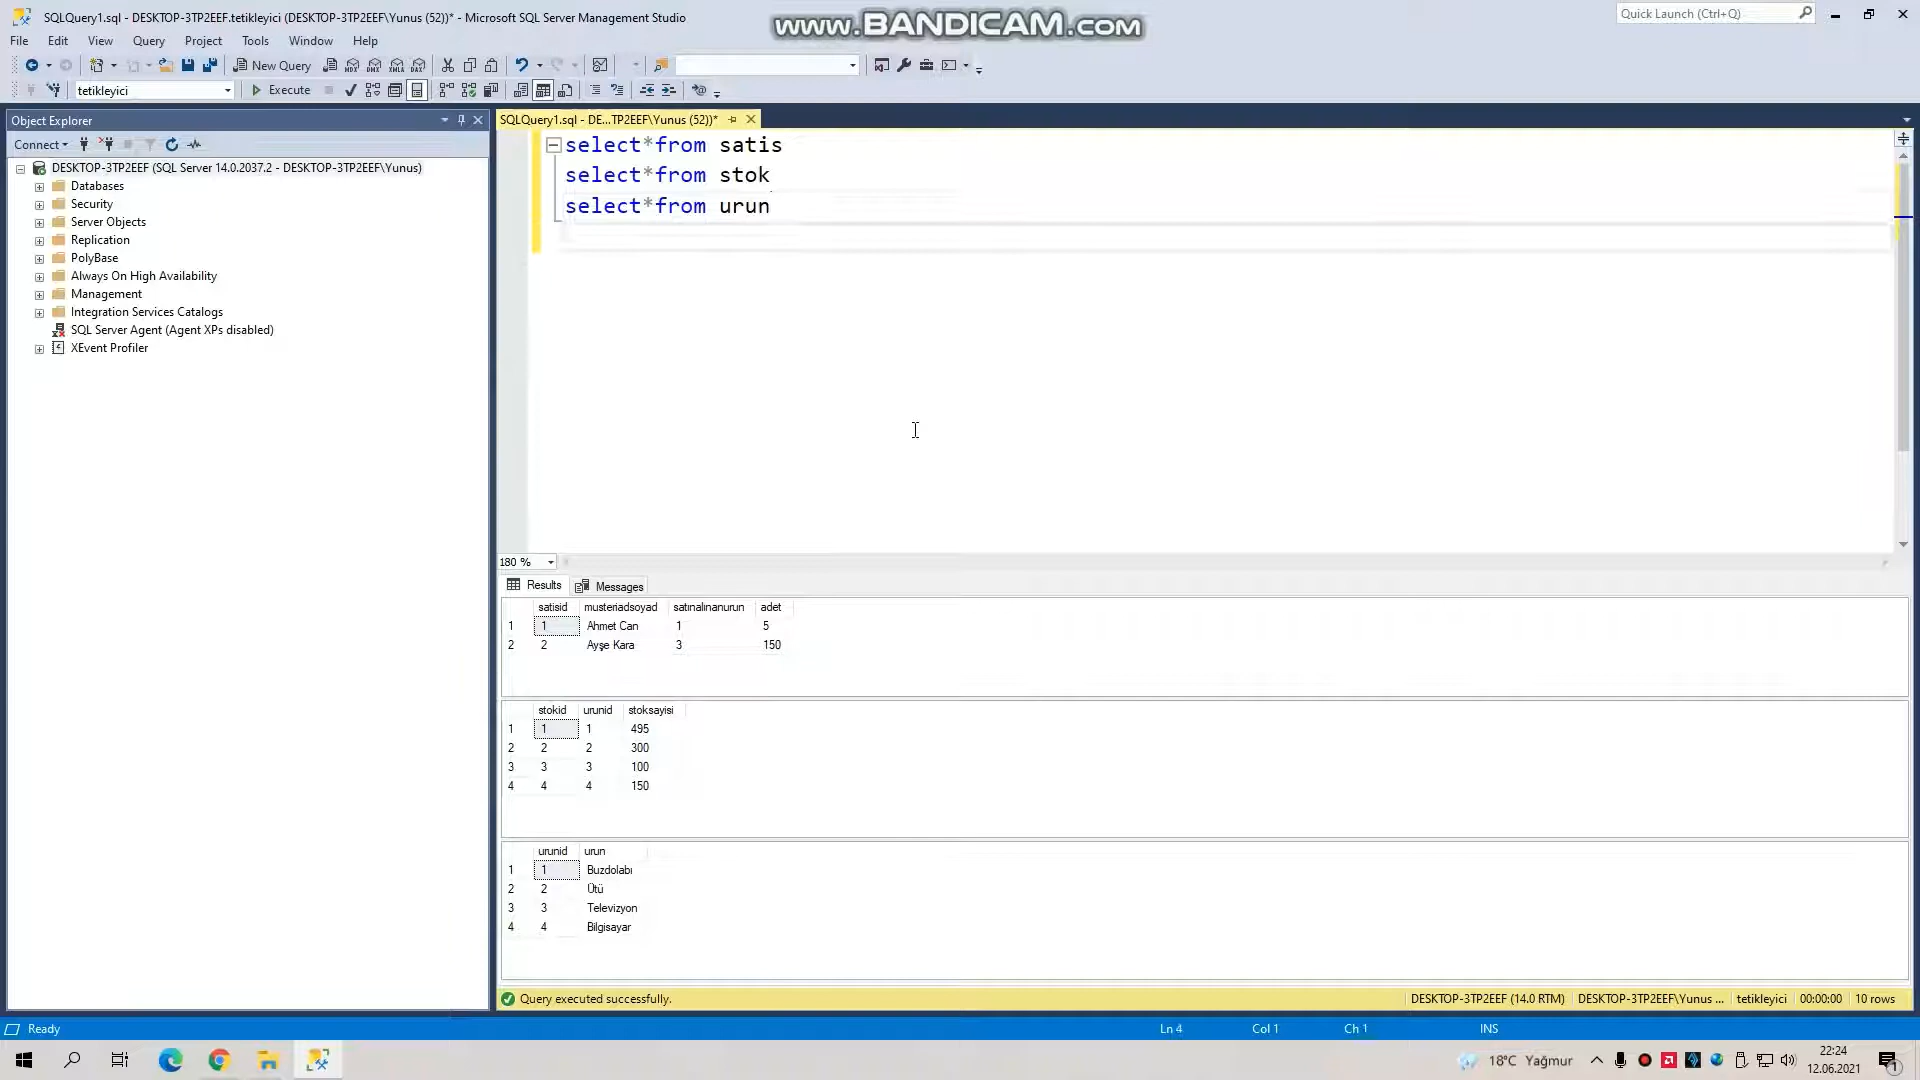 SQLQuery1.sql - DESKTOP-3TP2EEF.tetikleyici (DESKTOP-3TP2EEF\Yunus (52))* - Microsoft SQL Server Management Studio
www.BANDICAM.com
Quick Launch (Ctrl+Q)
File Edit View Query Project Tools Window Help
New Query
MDX DMX XMLA DAX
tetikleyici
Execute
Object Explorer
SQLQuery1.sql - DE...TP2EEF\Yunus (52))*
Connect
DESKTOP-3TP2EEF (SQL Server 14.0.2037.2 - DESKTOP-3TP2EEF\Yunus)
Databases
Security
Server Objects
Replication
PolyBase
Always On High Availability
Management
Integration Services Catalogs
SQL Server Agent (Agent XPs disabled)
XEvent Profiler
select*from satis
select*from stok
select*from urun
180 %
Results Messages
satisid musteriadsoyad satınalınanurun adet
1 1 Ahmet Can 1 5
2 2 Ayşe Kara 3 150
stokid urunid stoksayisi
1 1 1 495
2 2 2 300
3 3 3 100
4 4 4 150
urunid urun
1 1 Buzdolabı
2 2 Ütü
3 3 Televizyon
4 4 Bilgisayar
Query executed successfully.
DESKTOP-3TP2EEF (14.0 RTM) DESKTOP-3TP2EEF\Yunus ... tetikleyici 00:00:00 10 rows
Ready
Ln 4 Col 1 Ch 1 INS
18°C Yağmur
22:24
12.06.2021
1